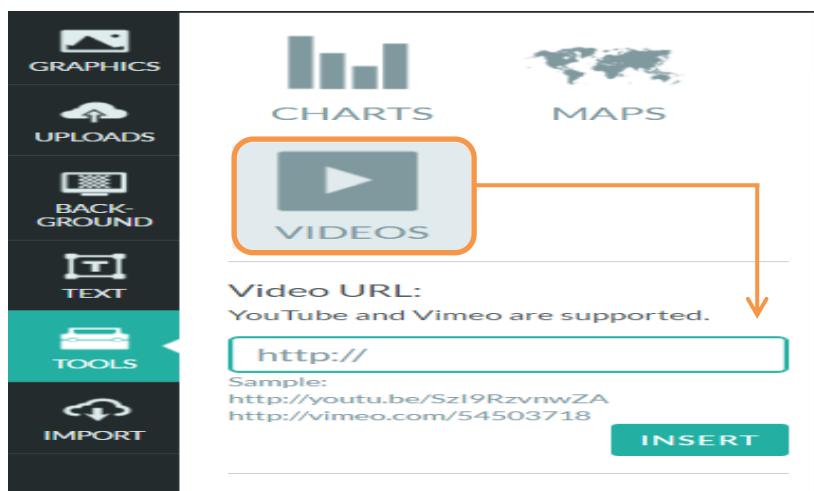 GRAPHICS
UPLOADS
BACK-
GROUND
TEXT
TOOLS
IMPORT
CHARTS
MAPS
VIDEOS
Video URL:
YouTube and Vimeo are supported.
http://
Sample:
http://youtu.be/SzI9RzvnwZA
http://vimeo.com/54503718
INSERT